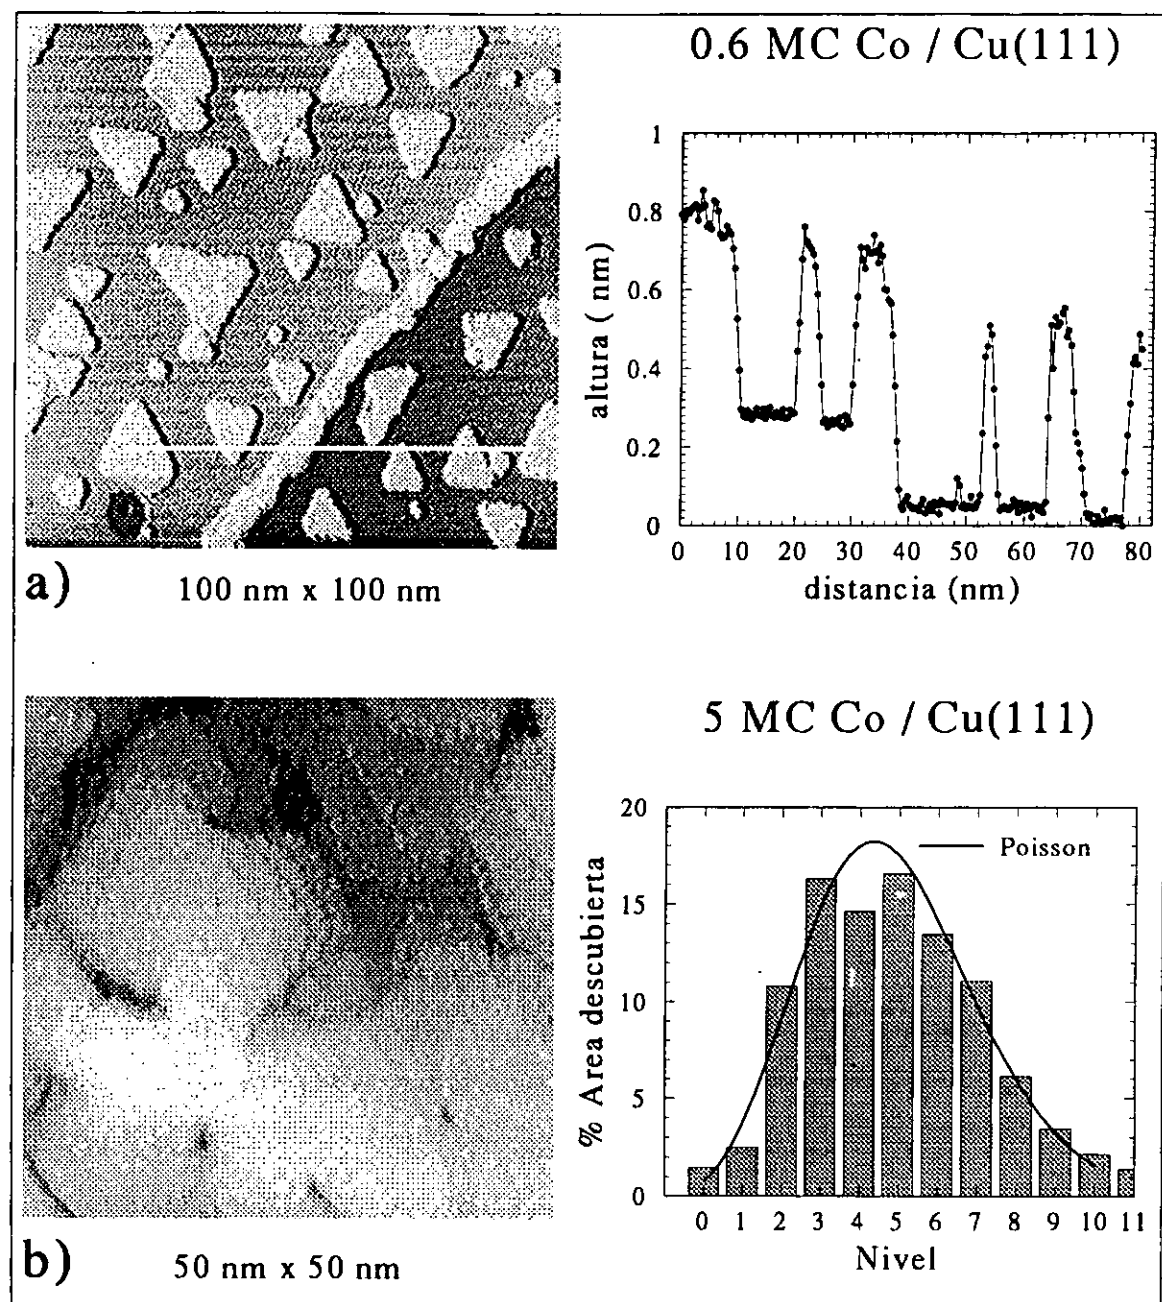 0.6 MC Co / Cu(111)
1
0.8
0.6
0.4
0.2
0
altura ( nm)
0 10 20 30 40 50 60 70 80
distancia (nm)
a)
100 nm x 100 nm
5 MC Co / Cu(111)
20
15
10
5
0
% Area descubierta
Poisson
0 1 2 3 4 5 6 7 8 9 10 11
Nivel
b)
50 nm x 50 nm